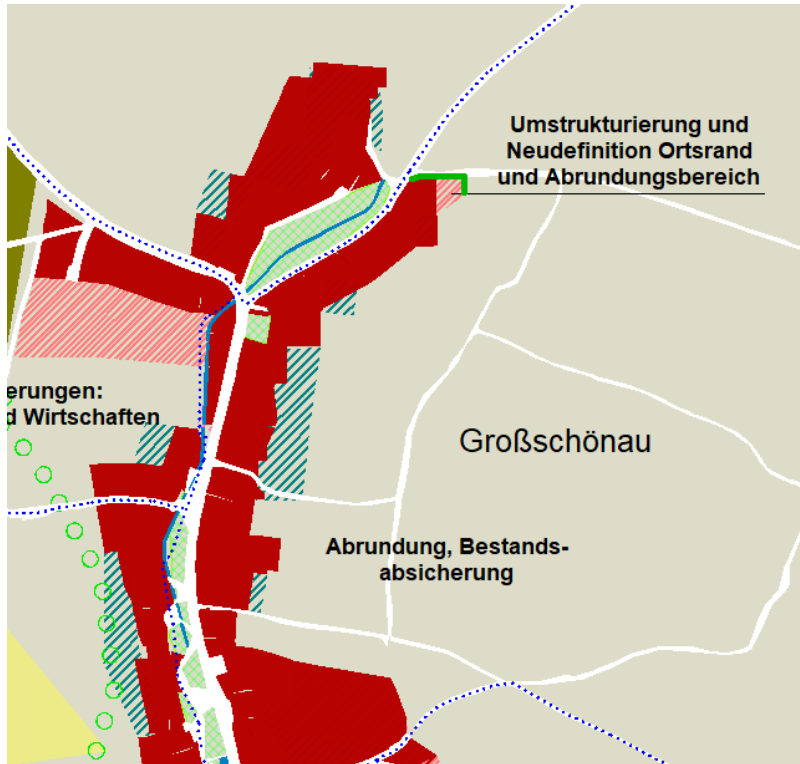 Umstrukturierung und
Neudefinition Ortsrand
und Abrundungsbereich
erungen:
d Wirtschaften
Großschönau
Abrundung, Bestands-
absicherung